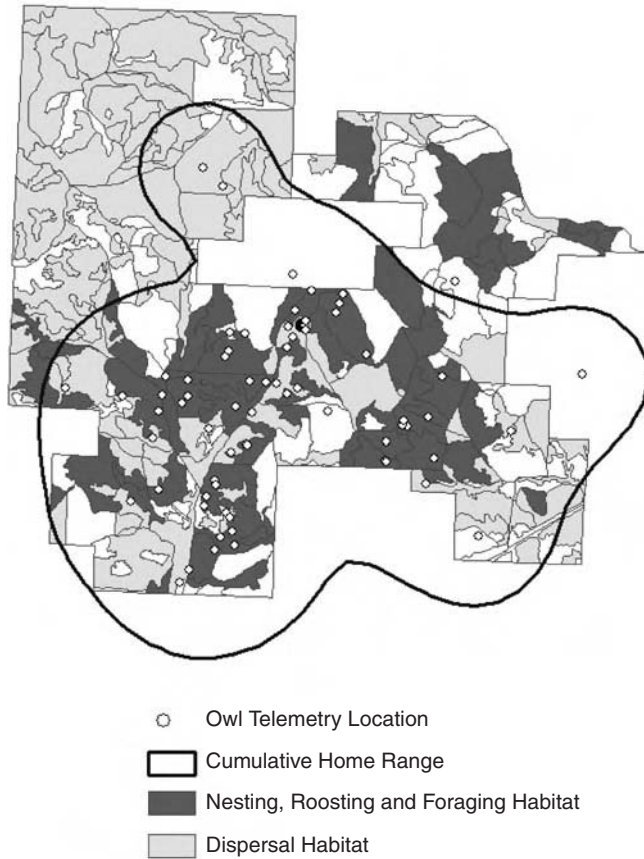 Owl Telemetry Location
Cumulative Home Range
Nesting, Roosting and Foraging Habitat
Dispersal Habitat